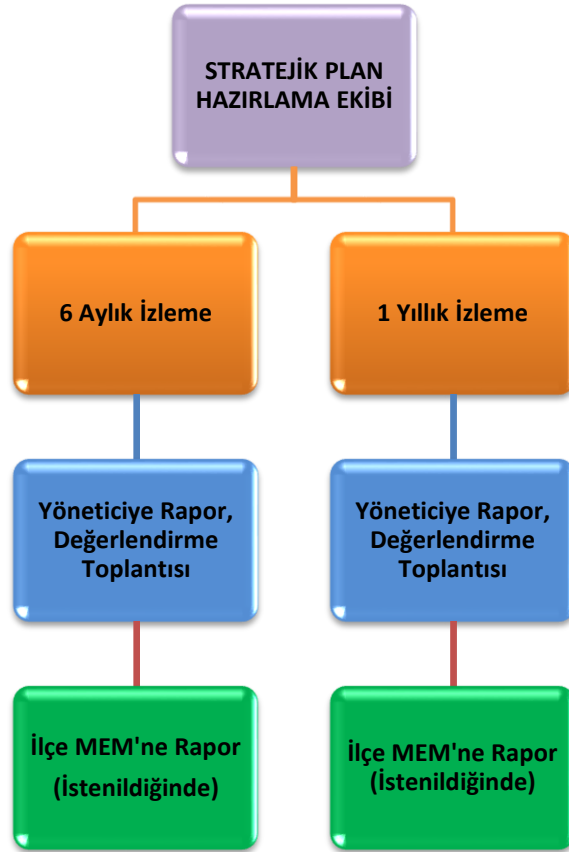 STRATEJİK PLAN
HAZIRLAMA EKİBİ
6 Aylık İzleme
1 Yıllık İzleme
Yöneticiye Rapor,
Değerlendirme
Toplantısı
Yöneticiye Rapor,
Değerlendirme
Toplantısı
İlçe MEM'ne Rapor
(İstenildiğinde)
İlçe MEM'ne Rapor
(İstenildiğinde)